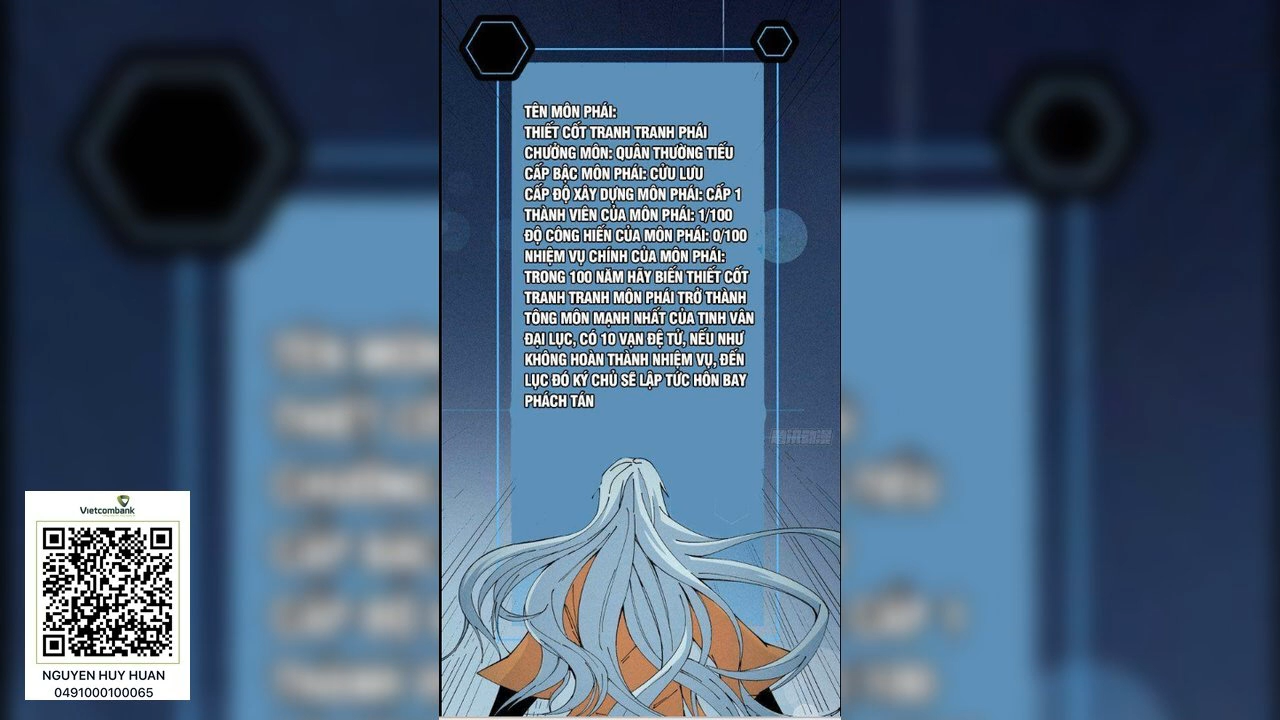 TÊN MÔN PHÁI:
THIẾT CỐT TRANH TRANH PHÁI
CHƯỞNG MÔN: QUÂN THƯỜNG TIẾU
CẤP BẬC MÔN PHÁI: CỬU LƯU
CẤP ĐỘ XÂY DỰNG MÔN PHÁI: CẤP 1
THÀNH VIÊN CỦA MÔN PHÁI: 1/100
ĐỘ CÔNG HIẾN CỦA MÔN PHÁI: 0/100
NHIỆM VỤ CHÍNH CỦA MÔN PHÁI:
TRONG 100 NĂM HÃY BIẾN THIẾT CỐT
TRANH TRANH MÔN PHÁI TRỞ THÀNH
TÔNG MÔN MẠNH NHẤT CỦA TINH VÂN
ĐẠI LỤC, CÓ 10 VẠN ĐỆ TỬ, NẾU NHƯ
KHÔNG HOÀN THÀNH NHIỆM VỤ, ĐẾN
LỤC ĐÓ KÝ CHỦ SẼ LẬP TỨC HỒN BAY
PHÁCH TÁN
Vietcombank
NGUYEN HUY HUAN
0491000100065